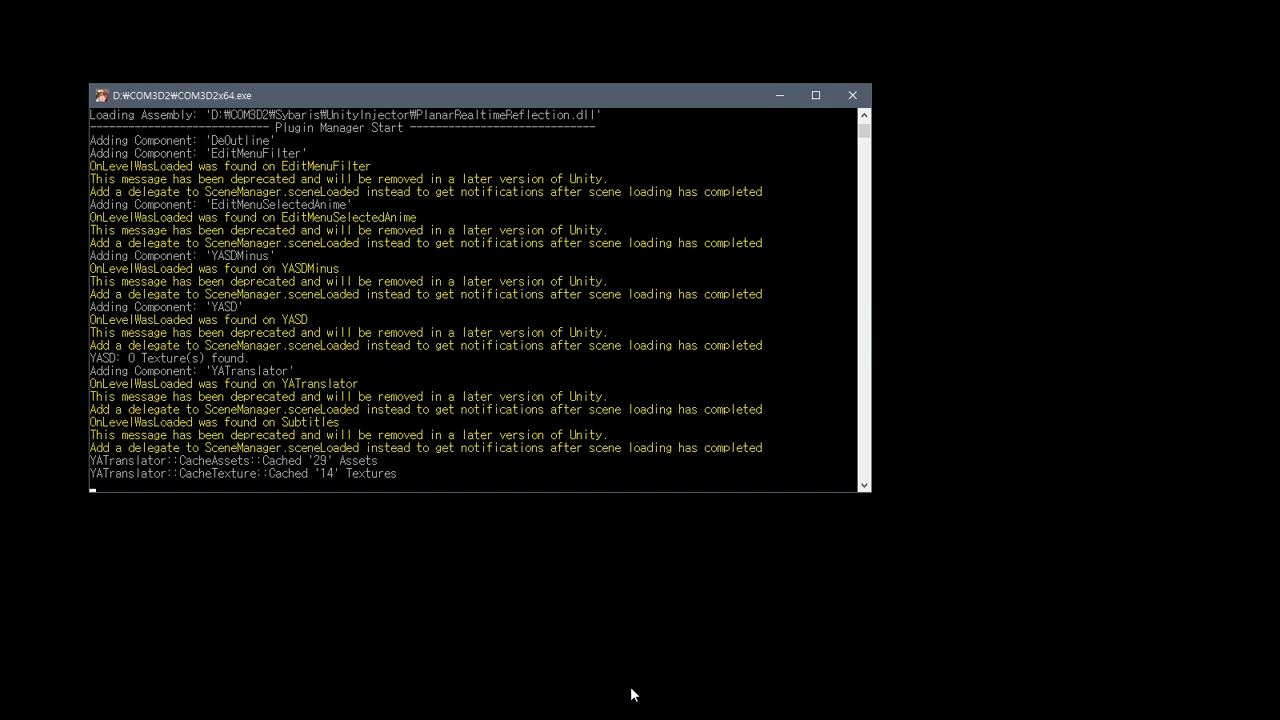 D:₩COM3D2₩COM3D2x64.exe
Loading Assembly: 'D:₩COM3D2₩Sybaris₩UnityInjector₩PlanarRealtimeReflection.dll'
---------------------------- Plugin Manager Start -----------------------------
Adding Component: 'DeOutline'
Adding Component: 'EditMenuFilter'
OnLevelWasLoaded was found on EditMenuFilter
This message has been deprecated and will be removed in a later version of Unity.
Add a delegate to SceneManager.sceneLoaded instead to get notifications after scene loading has completed
Adding Component: 'EditMenuSelectedAnime'
OnLevelWasLoaded was found on EditMenuSelectedAnime
This message has been deprecated and will be removed in a later version of Unity.
Add a delegate to SceneManager.sceneLoaded instead to get notifications after scene loading has completed
Adding Component: 'YASDMinus'
OnLevelWasLoaded was found on YASDMinus
This message has been deprecated and will be removed in a later version of Unity.
Add a delegate to SceneManager.sceneLoaded instead to get notifications after scene loading has completed
Adding Component: 'YASD'
OnLevelWasLoaded was found on YASD
This message has been deprecated and will be removed in a later version of Unity.
Add a delegate to SceneManager.sceneLoaded instead to get notifications after scene loading has completed
YASD: 0 Texture(s) found.
Adding Component: 'YATranslator'
OnLevelWasLoaded was found on YATranslator
This message has been deprecated and will be removed in a later version of Unity.
Add a delegate to SceneManager.sceneLoaded instead to get notifications after scene loading has completed
OnLevelWasLoaded was found on Subtitles
This message has been deprecated and will be removed in a later version of Unity.
Add a delegate to SceneManager.sceneLoaded instead to get notifications after scene loading has completed
YATranslator::CacheAssets::Cached '29' Assets
YATranslator::CacheTexture::Cached '14' Textures